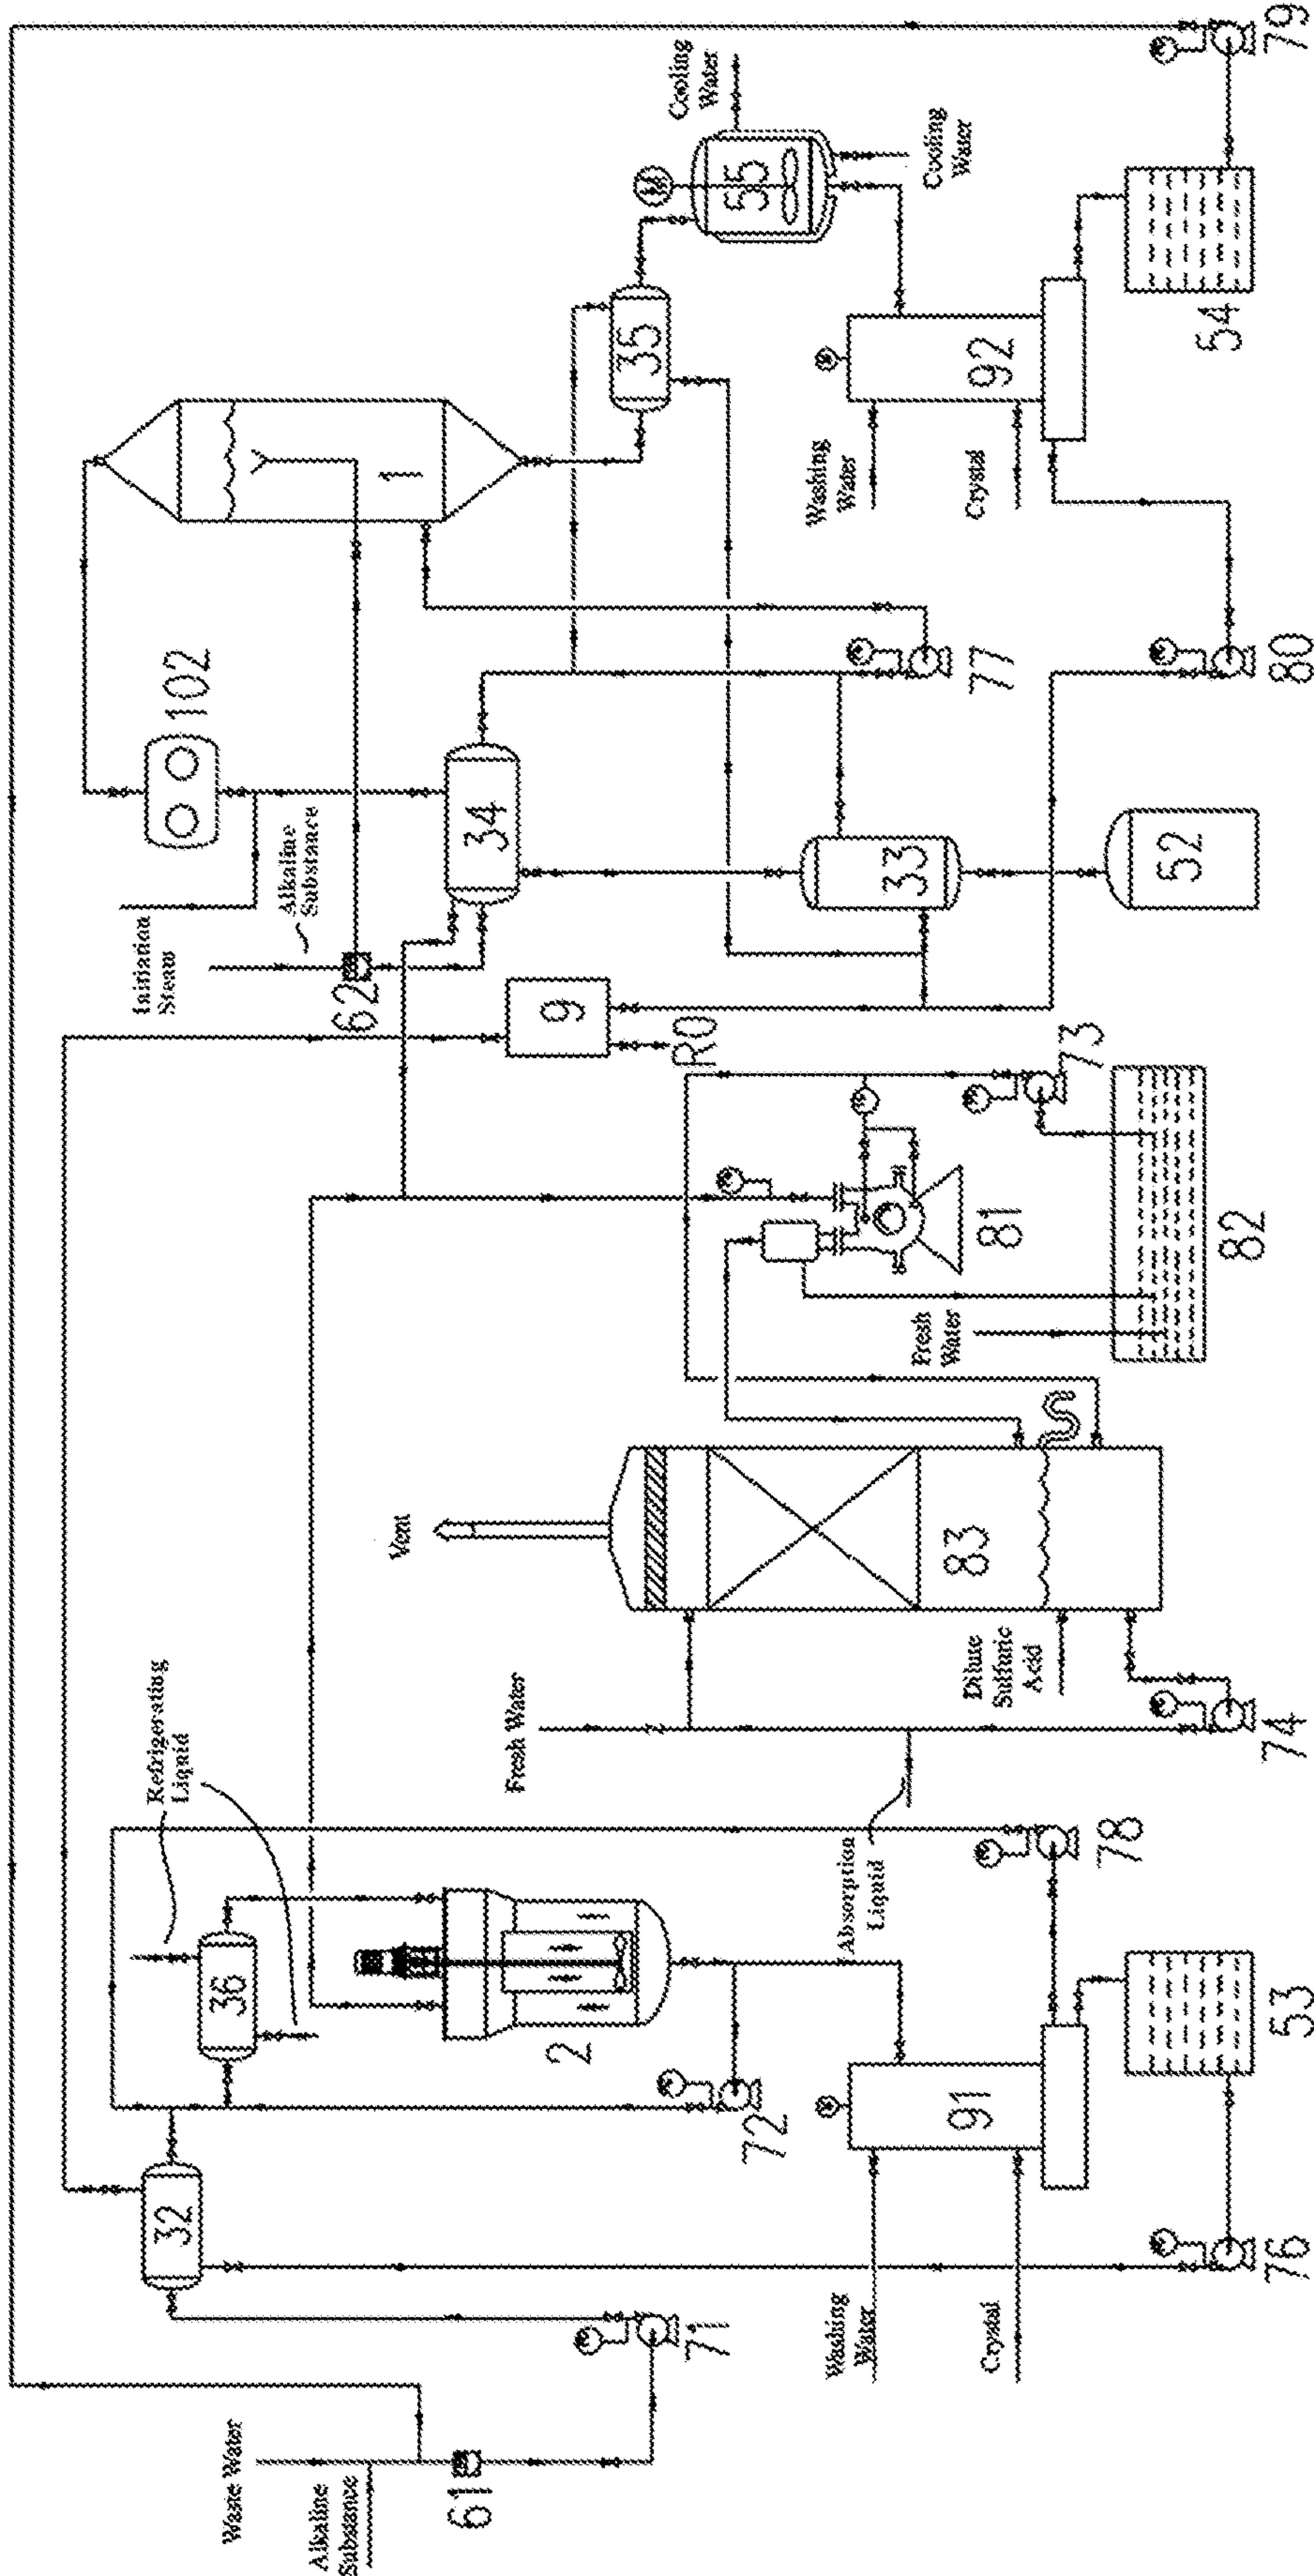 Refrigerating
Liquid
Initiation
Steam
32
102
36
Waste Water
Alkaline
Substance
Alkaline
Substance
62
Vent
1
61
34
Fresh Water
2
9
35
Cooling
Water
71
RO
55
72
Washing
Water
Absorption
Liquid
Washing
Water
33
Fresh
Water
Cooling
Water
91
83
Dilute
Sulfuric
Acid
Crystal
Crystal
92
81
77
78
73
52
54
82
76
53
74
80
79